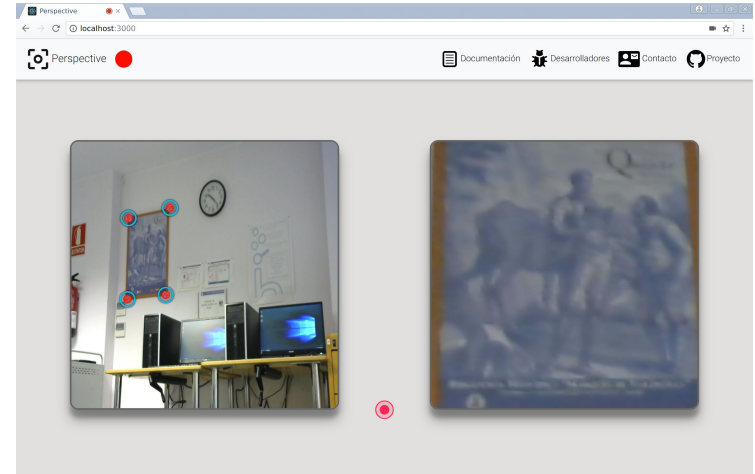 Perspective
localhost:3000
Perspective
Documentación
Desarrolladores
Contacto
Proyecto